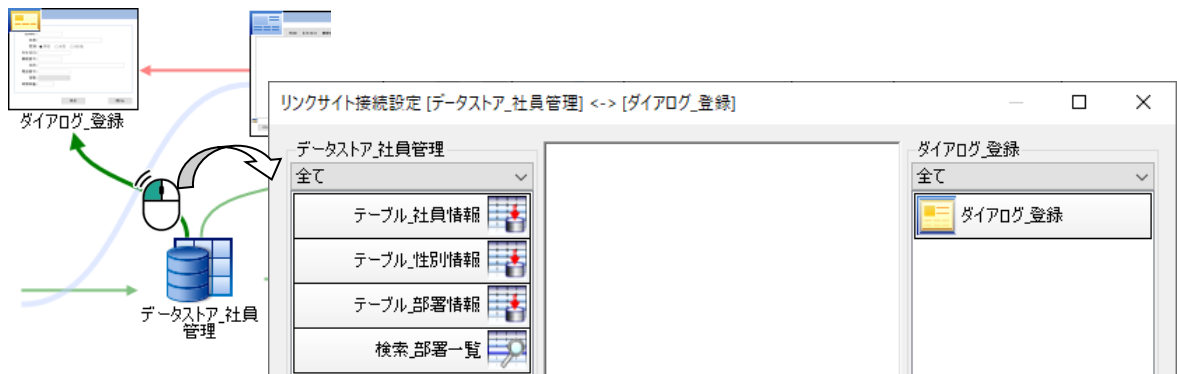 ダイアログ_登録
データストア_社員
管理
リンクサイト接続設定 [データストア_社員管理] <-> [ダイアログ_登録]
データストア_社員管理
全て
テーブル_社員情報
テーブル_性別情報
テーブル_部署情報
検索_部署一覧
ダイアログ_登録
全て
ダイアログ_登録